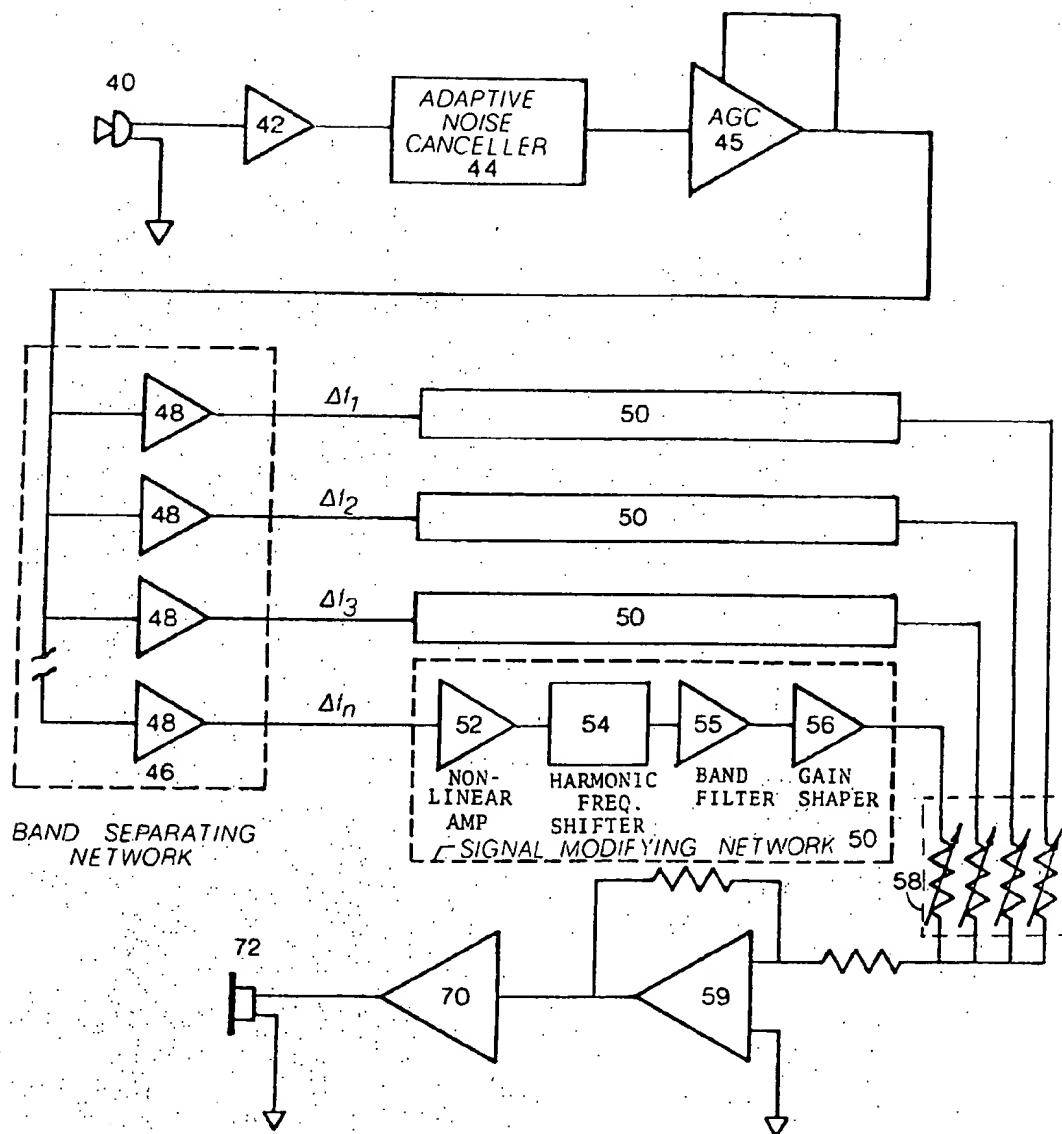 40
42
ADAPTIVE
NOISE
CANCELLER
44
AGC
45
48
Δf1
50
48
Δf2
50
48
Δf3
50
48
Δfn
46
BAND SEPARATING
NETWORK
52
54
55
56
NON-
LINEAR
AMP
HARMONIC
FREQ.
SHIFTER
BAND
FILTER
GAIN
SHAPER
SIGNAL MODIFYING NETWORK 50
58
72
70
59